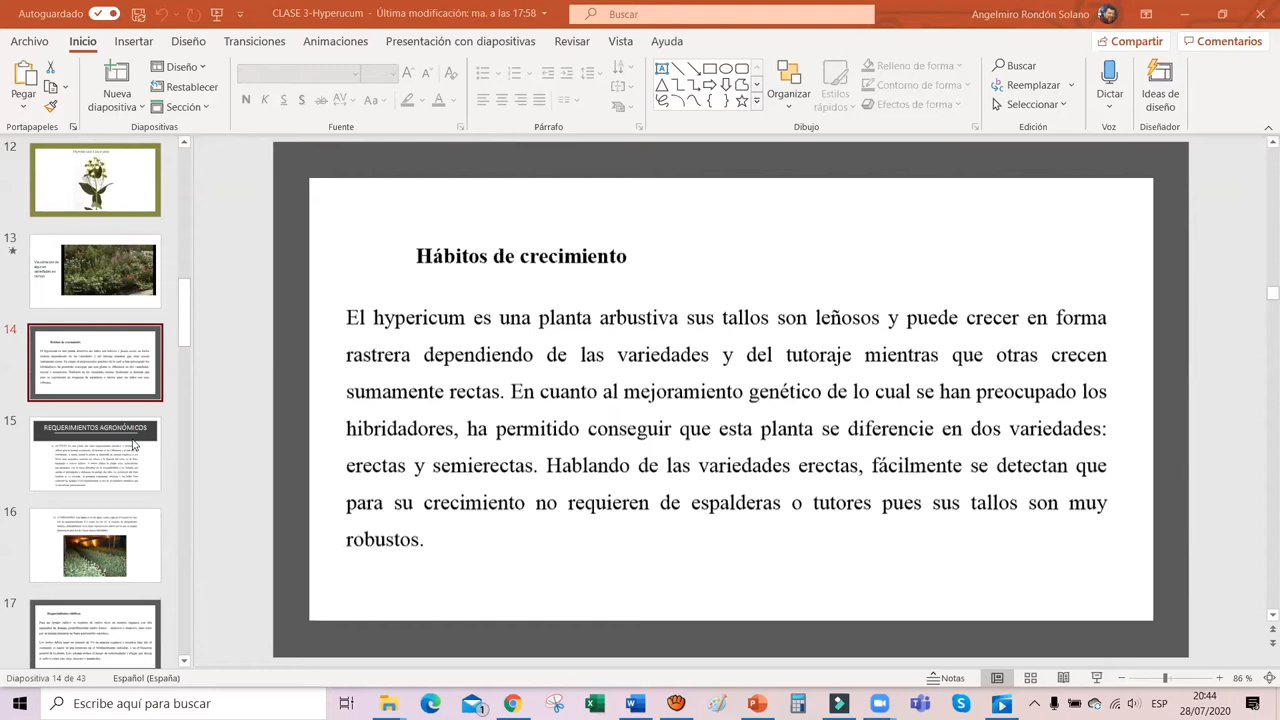 Autoguardado
CLASE 3-Hypericum - Última modificación: ma. a las 17:58
Buscar
Angelmiro Rondón Solano
Archivo Inicio Insertar Diseño Transiciones Animaciones Presentación con diapositivas Revisar Vista Ayuda
Compartir Comentarios
Pegar
Nueva diapositiva
Diseño
Restablecer
Sección
Organizar
Estilos rápidos
Relleno de forma
Contorno de forma
Efectos de forma
Buscar
Reemplazar
Seleccionar
Dictar
Ideas de diseño
Portapapeles Diapositivas Fuente Párrafo Dibujo Edición Voz Diseñador
12
13
14
15
REQUERIMIENTOS AGRONÓMICOS
16
17
Hábitos de crecimiento
El hypericum es una planta arbustiva sus tallos son leñosos y puede crecer en forma
rastrera dependiendo de las variedades y del tutoraje mientras que otras crecen
sumamente rectas. En cuanto al mejoramiento genético de lo cual se han preocupado los
hibridadores, ha permitido conseguir que esta planta se diferencie en dos variedades:
erectas y semierectas. Hablando de las variedades erectas, fácilmente se detectan que
para su crecimiento no requieren de espalderas o tutores pues sus tallos son muy
robustos.
Diapositiva 14 de 43 Español (España) Notas 86 %
Escribe aquí para buscar
ESP
20:44
28/07/2020